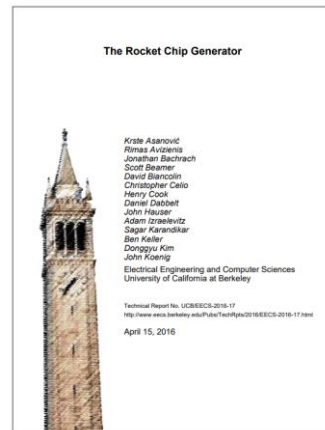 The Rocket Chip Generator
Krste Asanović
Rimas Avizienis
Jonathan Bachrach
Scott Beamer
David Biancolin
Christopher Celio
Henry Cook
Daniel Dabbelt
John Hauser
Adam Izraelevitz
Sagar Karandikar
Ben Keller
Donggyu Kim
John Koenig
Electrical Engineering and Computer Sciences
University of California at Berkeley
Technical Report No. UCB/EECS-2016-17
http://www.eecs.berkeley.edu/Pubs/TechRpts/2016/EECS-2016-17.html
April 15, 2016